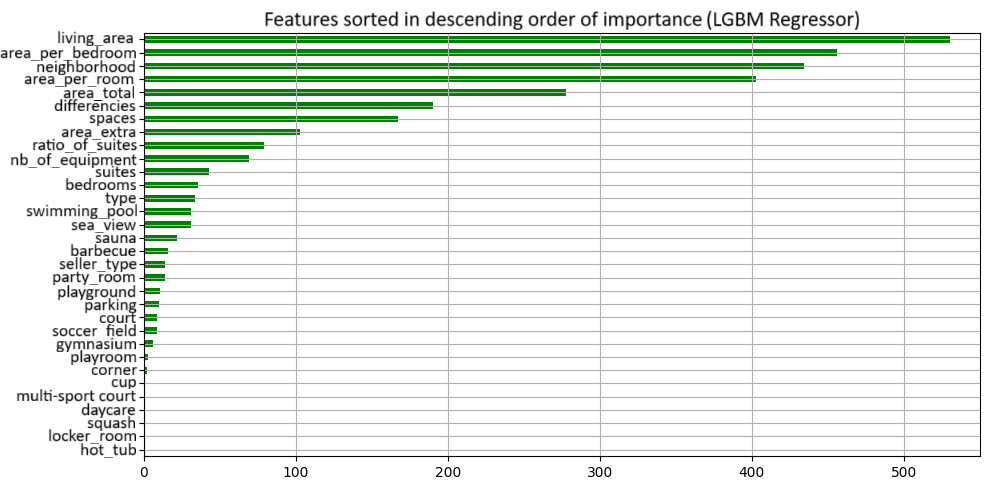 Features sorted in descending order of importance (LGBM Regressor)
living_area
area_per_bedroom
neighborhood
area_per_room
area_total
differencies
spaces
area_extra
ratio_of_suites
nb_of_equipment
suites
bedrooms
type
swimming_pool
sea_view
sauna
barbecue
seller_type
party_room
playground
parking
court
soccer_field
gymnasium
playroom
corner
cup
multi-sport court
daycare
squash
locker_room
hot_tub
0 100 200 300 400 500